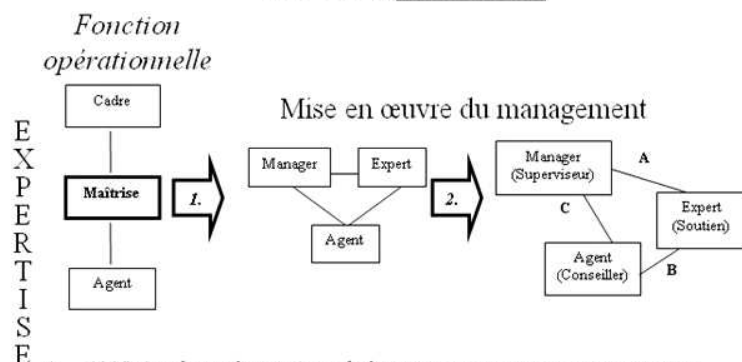 Fonction
opérationnelle
EXPERTISE
Cadre
Maîtrise
Agent
1.
Mise en œuvre du management
Manager
Expert
Agent
2.
Manager
(Superviseur)
A
Expert
(Soutien)
C
Agent
(Conseiller)
B